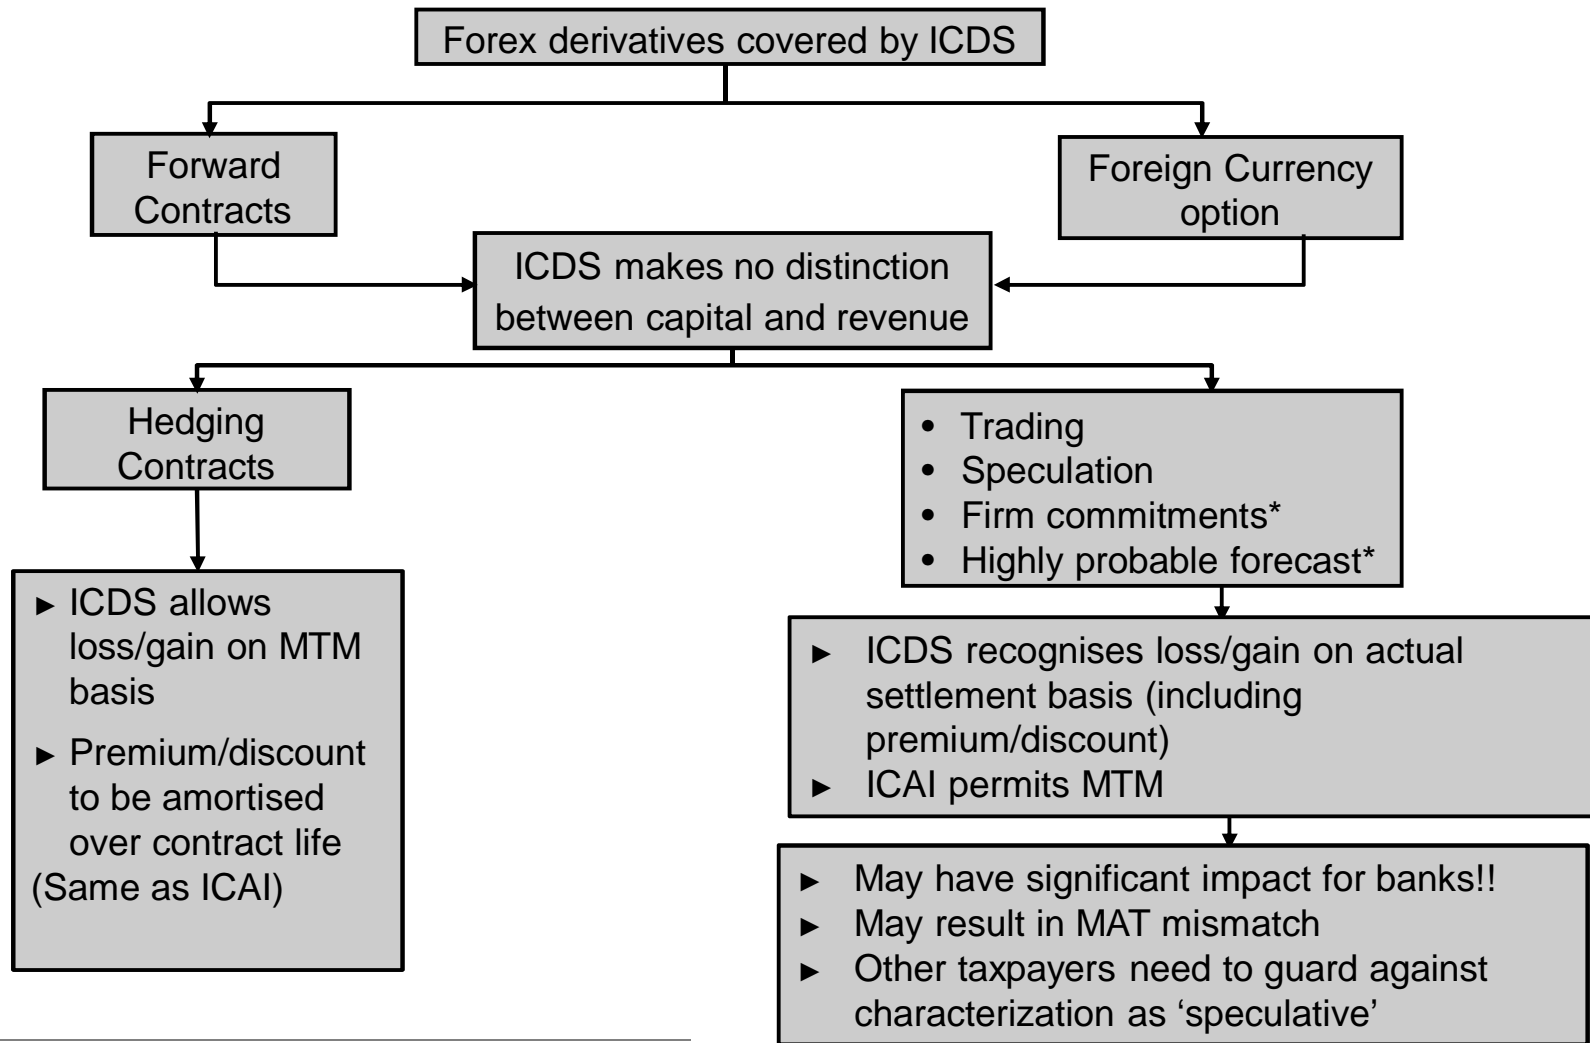 Forex derivatives covered by ICDS
Forward
Contracts
Foreign Currency
option
ICDS makes no distinction
between capital and revenue
Hedging
Contracts
• Trading
• Speculation
• Firm commitments*
• Highly probable forecast*
► ICDS allows
loss/gain on MTM
basis
► Premium/discount
to be amortised
over contract life
(Same as ICAI)
► ICDS recognises loss/gain on actual
settlement basis (including
premium/discount)
► ICAI permits MTM
► May have significant impact for banks!!
► May result in MAT mismatch
► Other taxpayers need to guard against
characterization as ‘speculative’